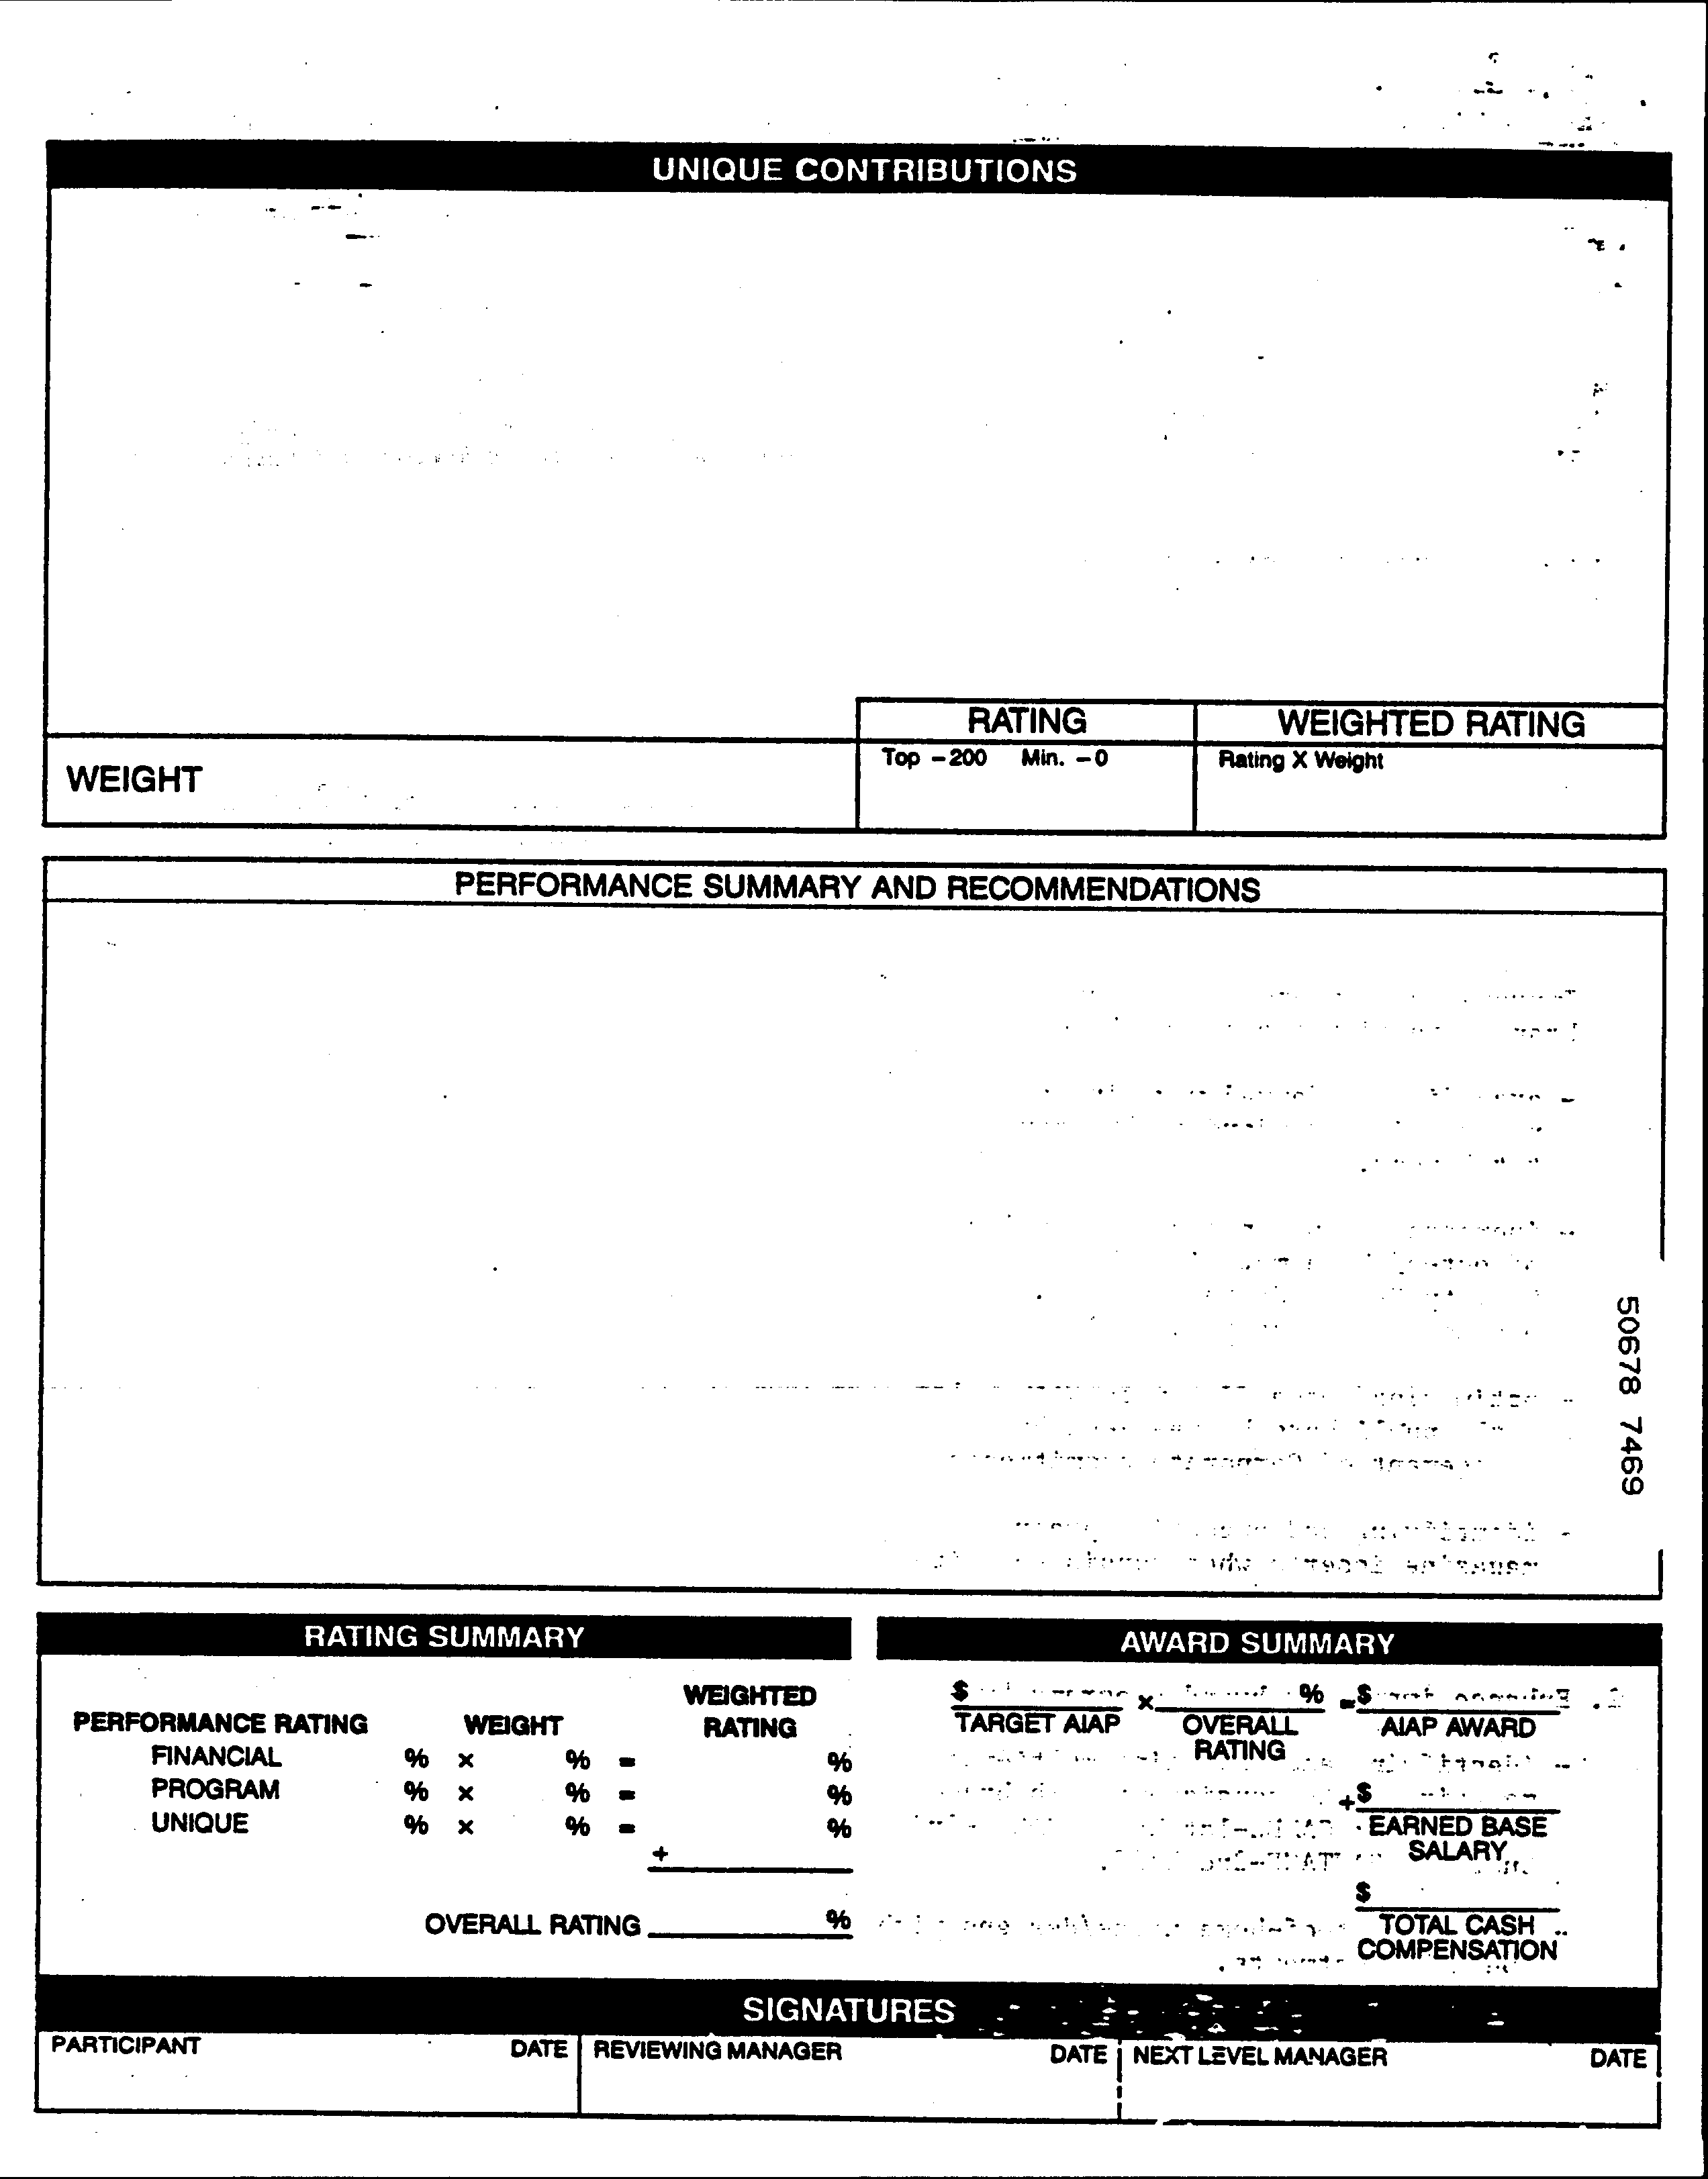 UNIQUE CONTRIBUTIONS
RATING WEIGHTED RATING
WEIGHT Top – 200 Min. – 0 Rating X Weight
PERFORMANCE SUMMARY AND RECOMMENDATIONS
50678 7469
RATING SUMMARY
PERFORMANCE RATING WEIGHT WEIGHTED RATING
FINANCIAL % × % = %
PROGRAM % × % = %
UNIQUE % × % = %
+
OVERALL RATING %
AWARD SUMMARY
$ × % = $
TARGET AIAP OVERALL RATING AIAP AWARD
+ $
EARNED BASE
SALARY
$
TOTAL CASH
COMPENSATION
SIGNATURES
PARTICIPANT DATE REVIEWING MANAGER DATE NEXT LEVEL MANAGER DATE